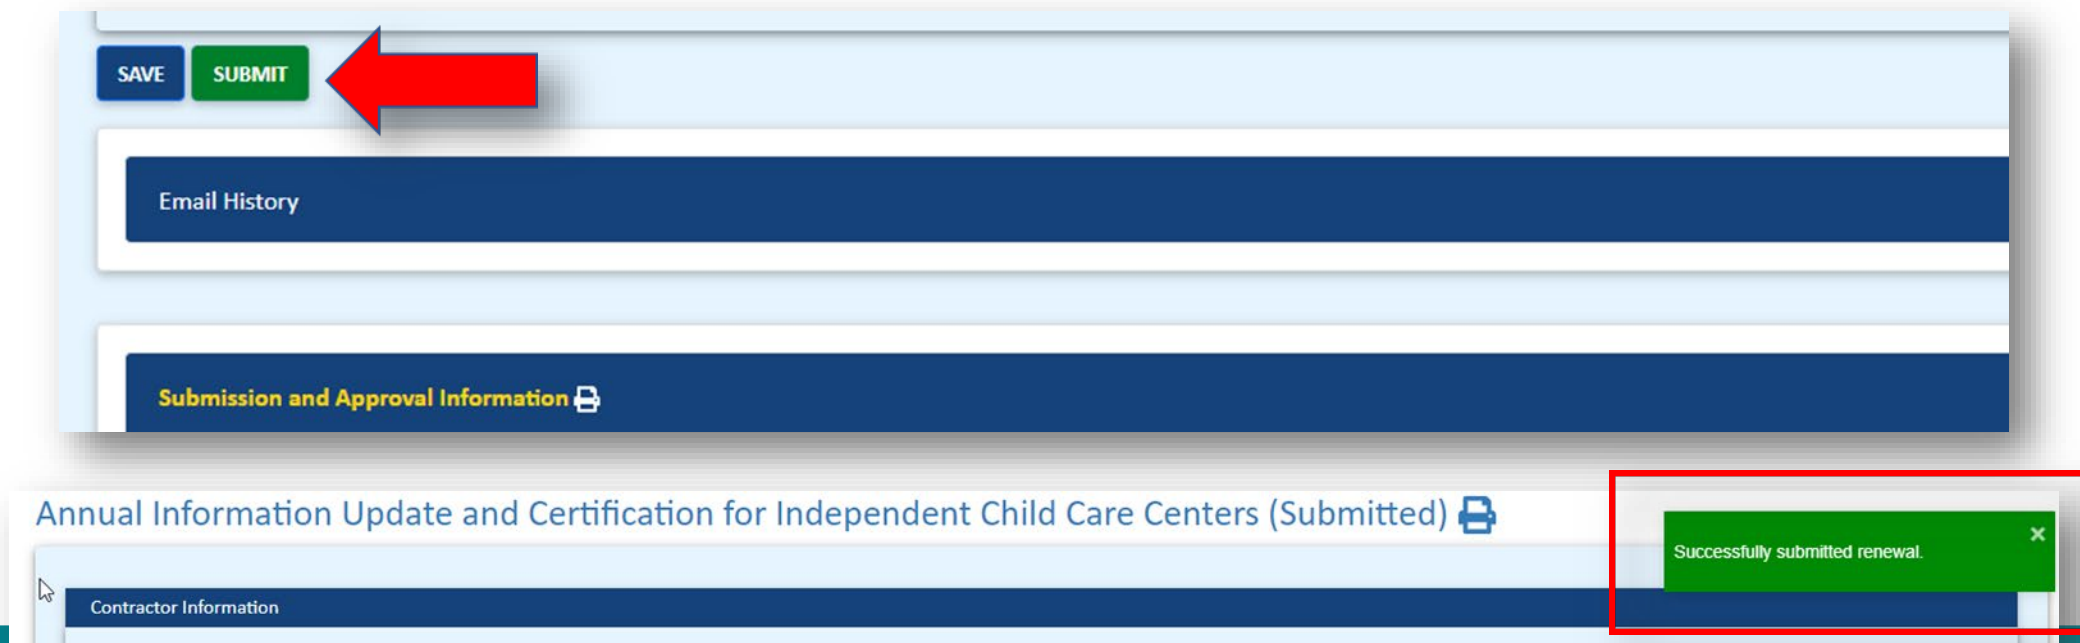 SAVE SUBMIT
Email History
Submission and Approval Information
Annual Information Update and Certification for Independent Child Care Centers (Submitted)
Successfully submitted renewal. ×
Contractor Information